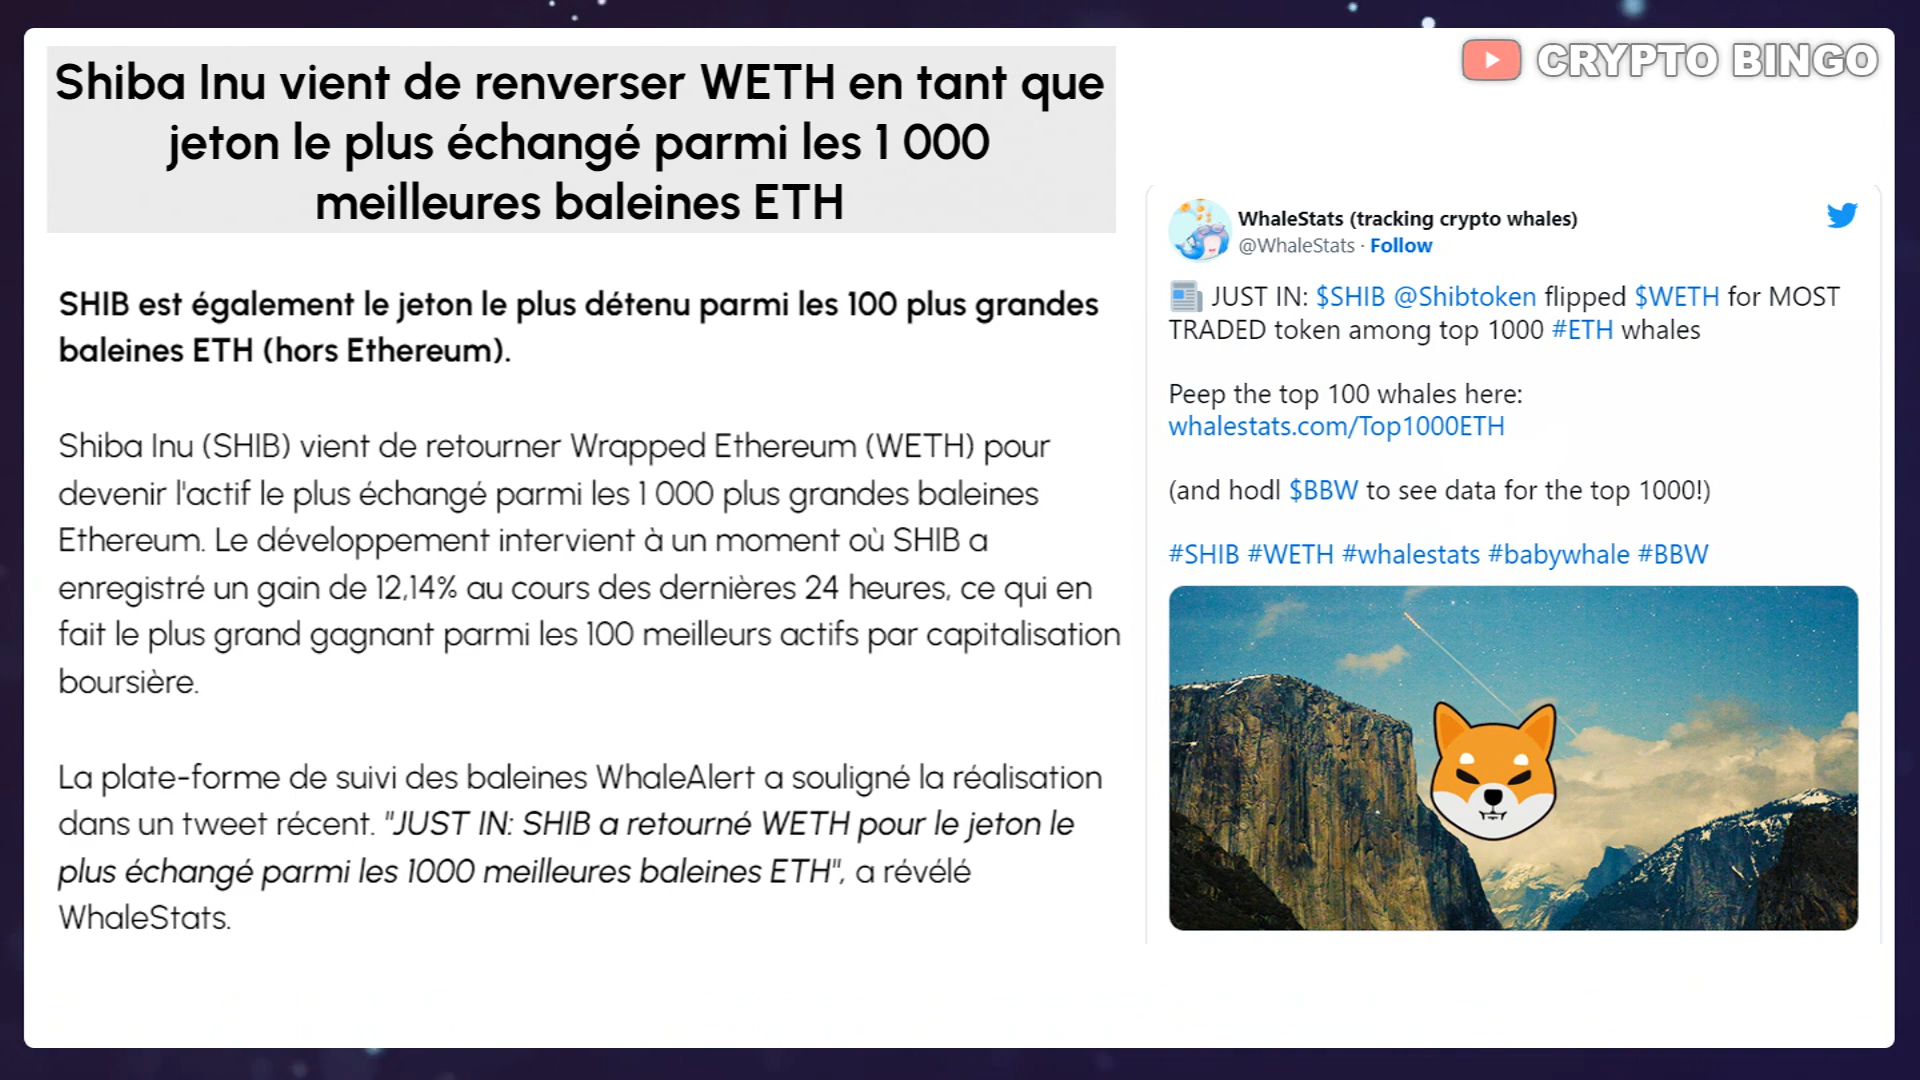 CRYPTO BINGO
Shiba Inu vient de renverser WETH en tant que
jeton le plus échangé parmi les 1 000
meilleures baleines ETH
SHIB est également le jeton le plus détenu parmi les 100 plus grandes
baleines ETH (hors Ethereum).
Shiba Inu (SHIB) vient de retourner Wrapped Ethereum (WETH) pour
devenir l'actif le plus échangé parmi les 1 000 plus grandes baleines
Ethereum. Le développement intervient à un moment où SHIB a
enregistré un gain de 12,14% au cours des dernières 24 heures, ce qui en
fait le plus grand gagnant parmi les 100 meilleurs actifs par capitalisation
boursière.
La plate-forme de suivi des baleines WhaleAlert a souligné la réalisation
dans un tweet récent. "JUST IN: SHIB a retourné WETH pour le jeton le
plus échangé parmi les 1000 meilleures baleines ETH", a révélé
WhaleStats.
WhaleStats (tracking crypto whales)
@WhaleStats · Follow
JUST IN: $SHIB @Shibtoken flipped $WETH for MOST
TRADED token among top 1000 #ETH whales
Peep the top 100 whales here:
whalestats.com/Top1000ETH
(and hodl $BBW to see data for the top 1000!)
#SHIB #WETH #whalestats #babywhale #BBW